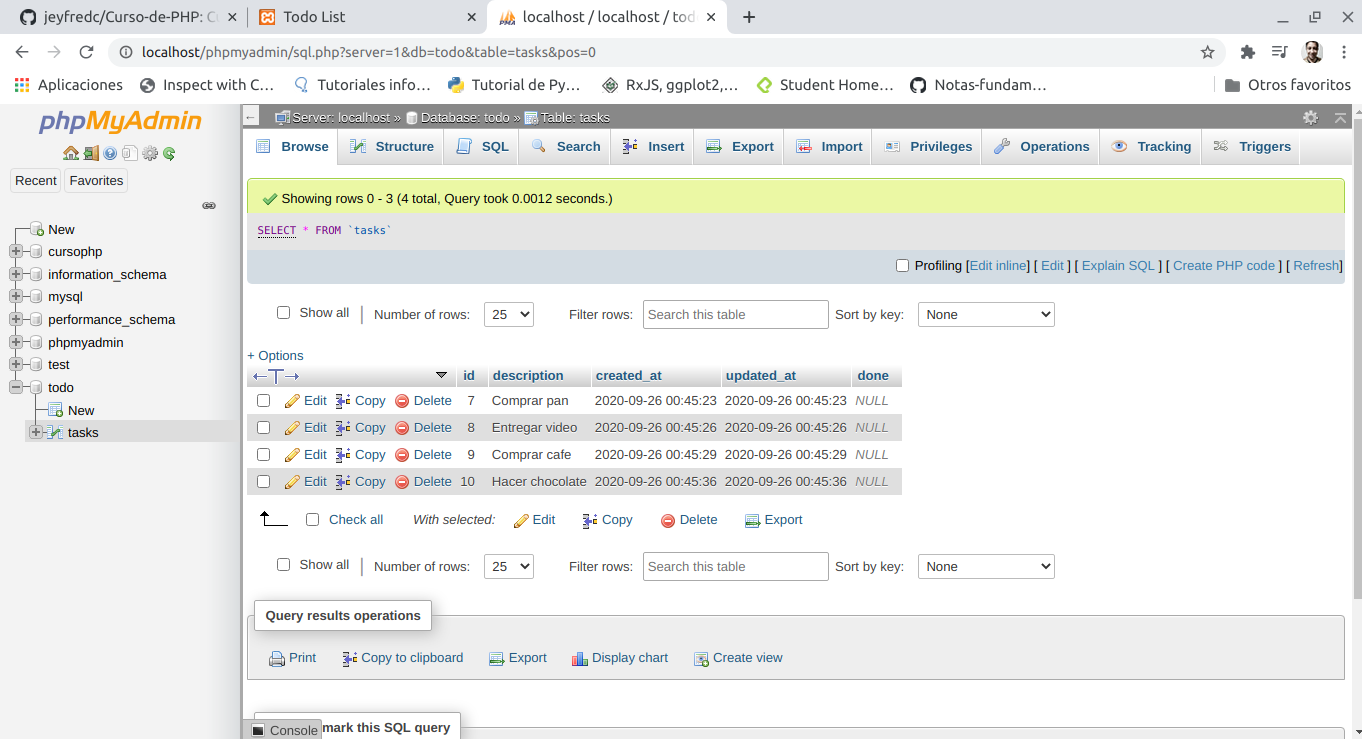 jeyfredc/Curso-de-PHP: C
Todo List
localhost / localhost / tod
localhost/phpmyadmin/sql.php?server=1&db=todo&table=tasks&pos=0
Aplicaciones
Inspect with C...
Tutoriales info...
Tutorial de Py...
RxJS, ggplot2,...
Student Home...
Notas-fundam...
Otros favoritos
phpMyAdmin
Recent
Favorites
New
cursophp
information_schema
mysql
performance_schema
phpmyadmin
test
todo
New
tasks
Server: localhost » Database: todo » Table: tasks
Browse
Structure
SQL
Search
Insert
Export
Import
Privileges
Operations
Tracking
Triggers
Showing rows 0 - 3 (4 total, Query took 0.0012 seconds.)
SELECT * FROM `tasks`
Profiling [Edit inline] [ Edit ] [ Explain SQL ] [ Create PHP code ] [ Refresh]
Show all | Number of rows: 25 Filter rows: Search this table Sort by key: None
+ Options
←T→ id description created_at updated_at done
Edit Copy Delete 7 Comprar pan 2020-09-26 00:45:23 2020-09-26 00:45:23 NULL
Edit Copy Delete 8 Entregar video 2020-09-26 00:45:26 2020-09-26 00:45:26 NULL
Edit Copy Delete 9 Comprar cafe 2020-09-26 00:45:29 2020-09-26 00:45:29 NULL
Edit Copy Delete 10 Hacer chocolate 2020-09-26 00:45:36 2020-09-26 00:45:36 NULL
Check all With selected: Edit Copy Delete Export
Show all | Number of rows: 25 Filter rows: Search this table Sort by key: None
Query results operations
Print Copy to clipboard Export Display chart Create view
Console
mark this SQL query